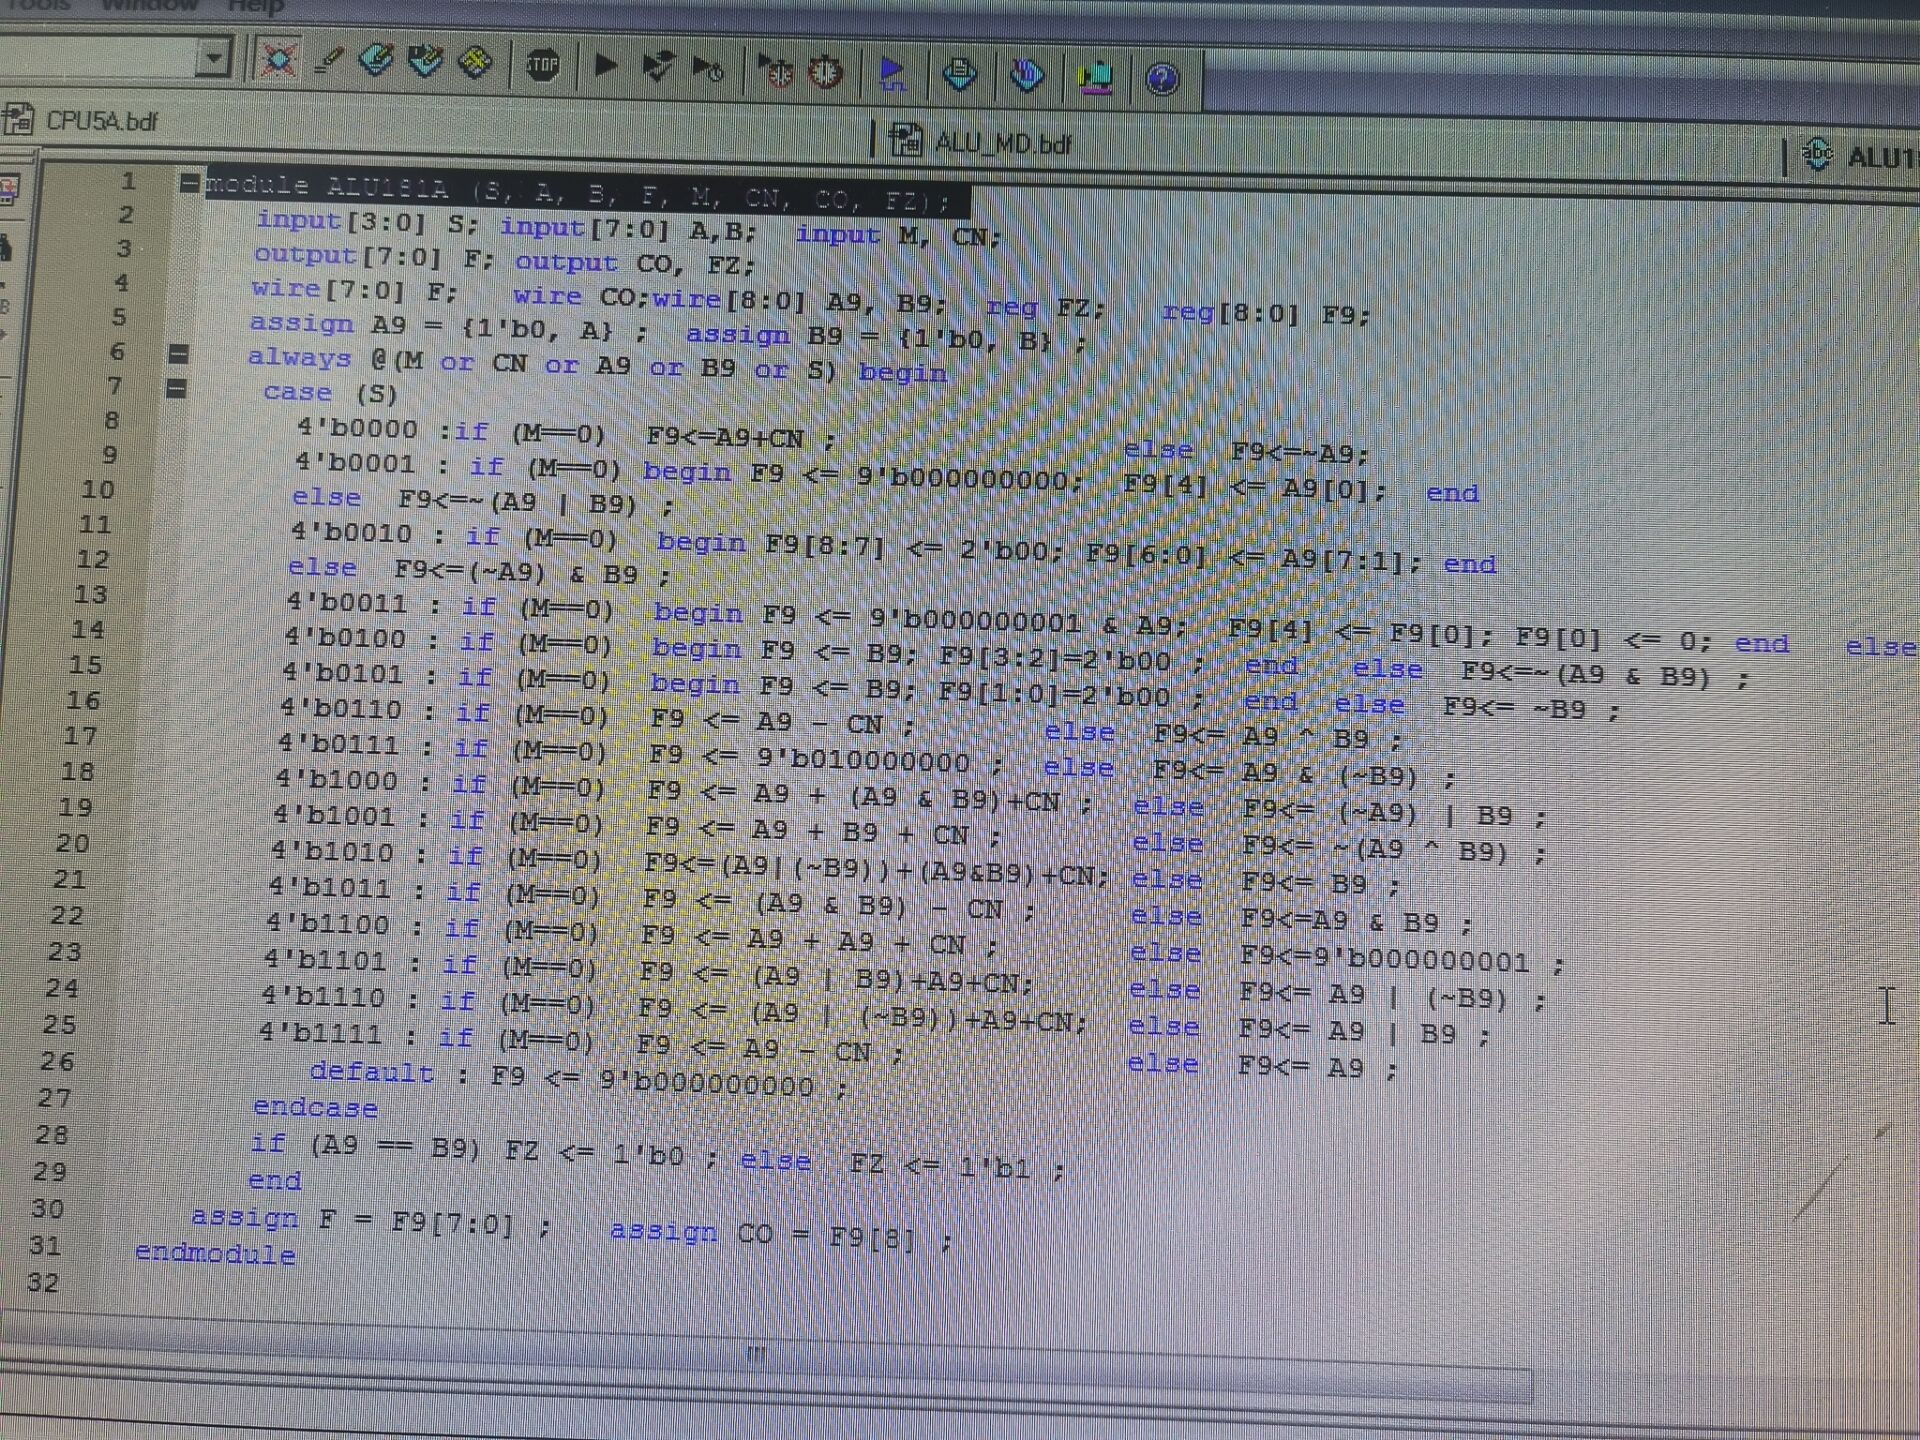 Tools Window Help
STOP
CPU5A.bdf ALU_MD.bdf abc ALU1
1 module ALU181A (S, A, B, F, M, CN, CO, FZ);
2 input[3:0] S; input[7:0] A,B; input M, CN;
3 output[7:0] F; output CO, FZ;
4 wire[7:0] F; wire CO;wire[8:0] A9, B9; reg FZ; reg[8:0] F9;
5 assign A9 = {1'b0, A} ; assign B9 = {1'b0, B} ;
6 always @(M or CN or A9 or B9 or S) begin
7 case (S)
8 4'b0000 :if (M==0) F9<=A9+CN ; else F9<=~A9;
9 4'b0001 : if (M==0) begin F9 <= 9'b000000000; F9[4] <= A9[0]; end
10 else F9<=~(A9 | B9) ;
11 4'b0010 : if (M==0) begin F9[8:7] <= 2'b00; F9[6:0] <= A9[7:1]; end
12 else F9<=(~A9) & B9 ;
13 4'b0011 : if (M==0) begin F9 <= 9'b000000001 & A9; F9[4] <= F9[0]; F9[0] <= 0; end else
14 4'b0100 : if (M==0) begin F9 <= B9; F9[3:2]=2'b00 ; end else F9<=~(A9 & B9) ;
15 4'b0101 : if (M==0) begin F9 <= B9; F9[1:0]=2'b00 ; end else F9<= ~B9 ;
16 4'b0110 : if (M==0) F9 <= A9 - CN ; else F9<= A9 ^ B9 ;
17 4'b0111 : if (M==0) F9 <= 9'b010000000 ; else F9<= A9 & (~B9) ;
18 4'b1000 : if (M==0) F9 <= A9 + (A9 & B9)+CN ; else F9<= (~A9) | B9 ;
19 4'b1001 : if (M==0) F9 <= A9 + B9 + CN ; else F9<= ~(A9 ^ B9) ;
20 4'b1010 : if (M==0) F9<=(A9|(~B9))+(A9&B9)+CN; else F9<= B9 ;
21 4'b1011 : if (M==0) F9 <= (A9 & B9) - CN ; else F9<=A9 & B9 ;
22 4'b1100 : if (M==0) F9 <= A9 + A9 + CN ; else F9<=9'b000000001 ;
23 4'b1101 : if (M==0) F9 <= (A9 | B9)+A9+CN; else F9<= A9 | (~B9) ;
24 4'b1110 : if (M==0) F9 <= (A9 | (~B9))+A9+CN; else F9<= A9 | B9 ;
25 4'b1111 : if (M==0) F9 <= A9 - CN ; else F9<= A9 ;
26 default : F9 <= 9'b000000000 ;
27 endcase
28 if (A9 == B9) FZ <= 1'b0 ; else FZ <= 1'b1 ;
29 end
30 assign F = F9[7:0] ; assign CO = F9[8] ;
31 endmodule
32